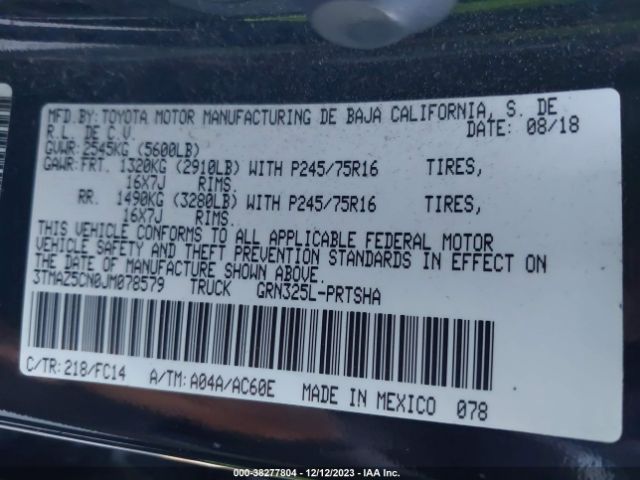 MFD.BY:TOYOTA MOTOR MANUFACTURING DE BAJA CALIFORNIA, S. DE
R.L. DE C.V. DATE: 08/18
GVWR:2545KG (5600LB)
GAWR:FRT. 1320KG (2910LB) WITH P245/75R16 TIRES,
16X7J RIMS.
RR. 1490KG (3280LB) WITH P245/75R16 TIRES,
16X7J RIMS.
THIS VEHICLE CONFORMS TO ALL APPLICABLE FEDERAL MOTOR
VEHICLE SAFETY AND THEFT PREVENTION STANDARDS IN EFFECT ON
THE DATE OF MANUFACTURE SHOWN ABOVE.
3TMAZ5CN0JM078579 TRUCK GRN325L-PRTSHA
C/TR:218/FC14 A/TM:A04A/AC60E MADE IN MEXICO 078
000-38277804 - 12/12/2023 - IAA Inc.